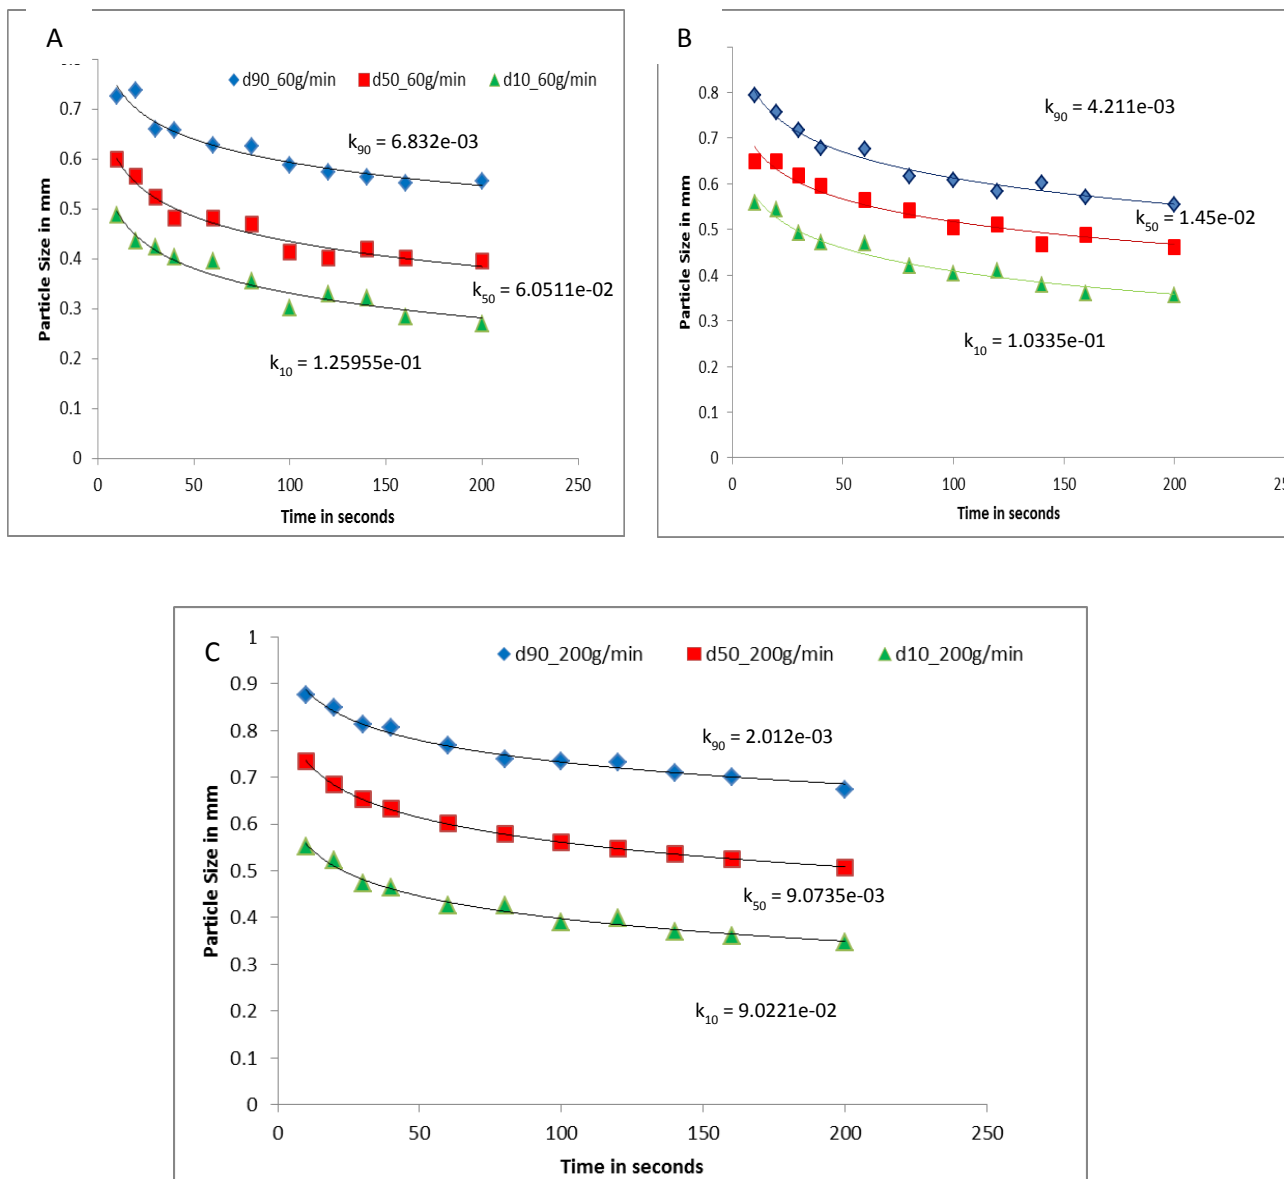 A
d90_60g/min d50_60g/min d10_60g/min
0.7
0.6
0.5
0.4
0.3
0.2
0.1
0
k90 = 6.832e-03
k50 = 6.0511e-02
k10 = 1.25955e-01
0 50 100 150 200 250
Time in seconds
Particle Size in mm
B
0.8
0.7
0.6
0.5
0.4
0.3
0.2
0.1
0
k90 = 4.211e-03
k50 = 1.45e-02
k10 = 1.0335e-01
0 50 100 150 200
Time in seconds
Particle Size in mm
C
d90_200g/min d50_200g/min d10_200g/min
1
0.9
0.8
0.7
0.6
0.5
0.4
0.3
0.2
0.1
0
k90 = 2.012e-03
k50 = 9.0735e-03
k10 = 9.0221e-02
0 50 100 150 200 250
Time in seconds
Particle Size in mm